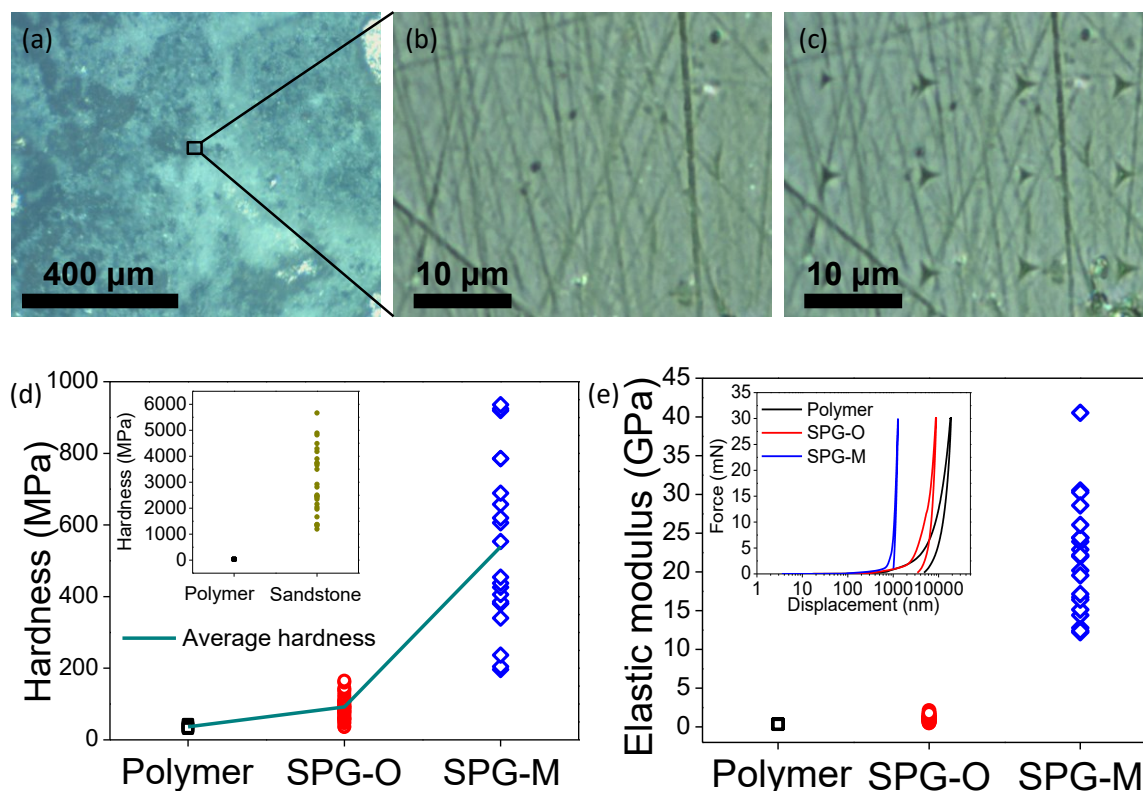 (a)
400 µm
(b)
10 µm
(c)
10 µm
(d)
Hardness (MPa)
1000
800
600
400
200
0
Hardness (MPa)
6000
5000
4000
3000
2000
1000
0
Polymer Sandstone
Average hardness
Polymer SPG-O SPG-M
(e)
Elastic modulus (GPa)
45
40
35
30
25
20
15
10
5
0
Force (mN)
35
30
25
20
15
10
5
0
Polymer
SPG-O
SPG-M
1 10 100 1000 10000
Displacement (nm)
Polymer SPG-O SPG-M